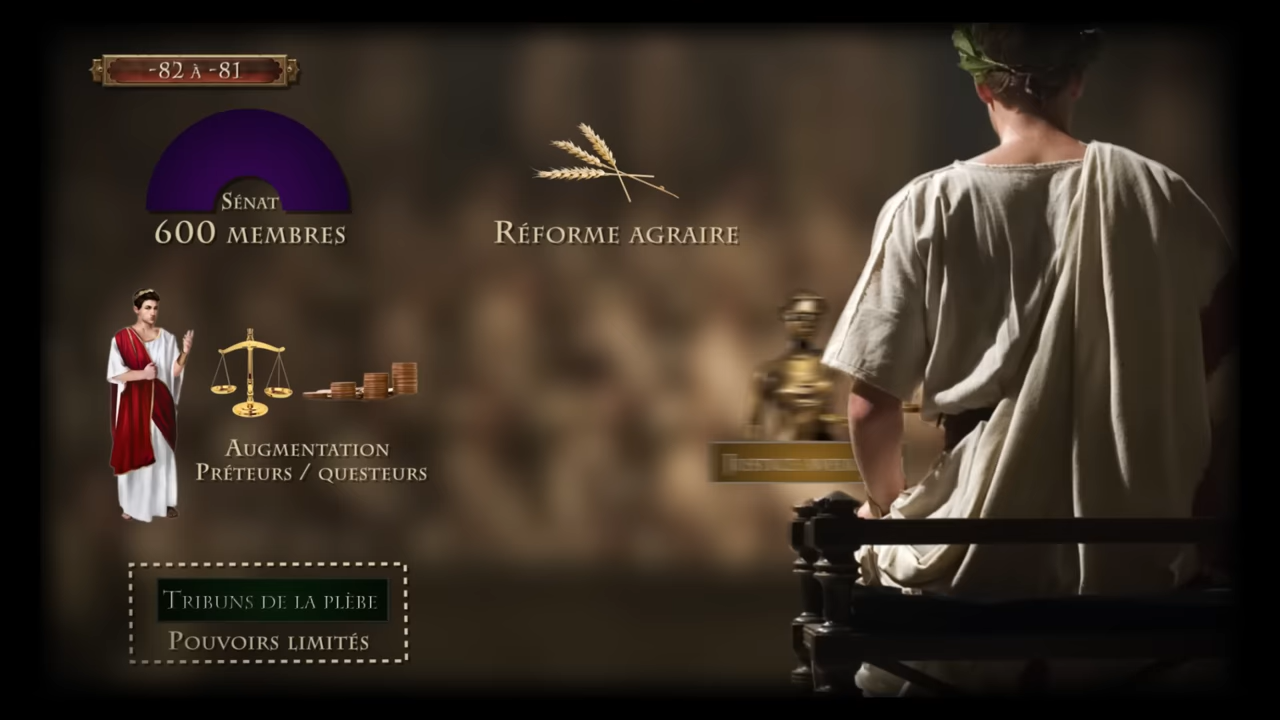 -82 À -81
Sénat
600 membres
Réforme agraire
Augmentation
Préteurs / questeurs
Tribuns de la plèbe
Pouvoirs limités